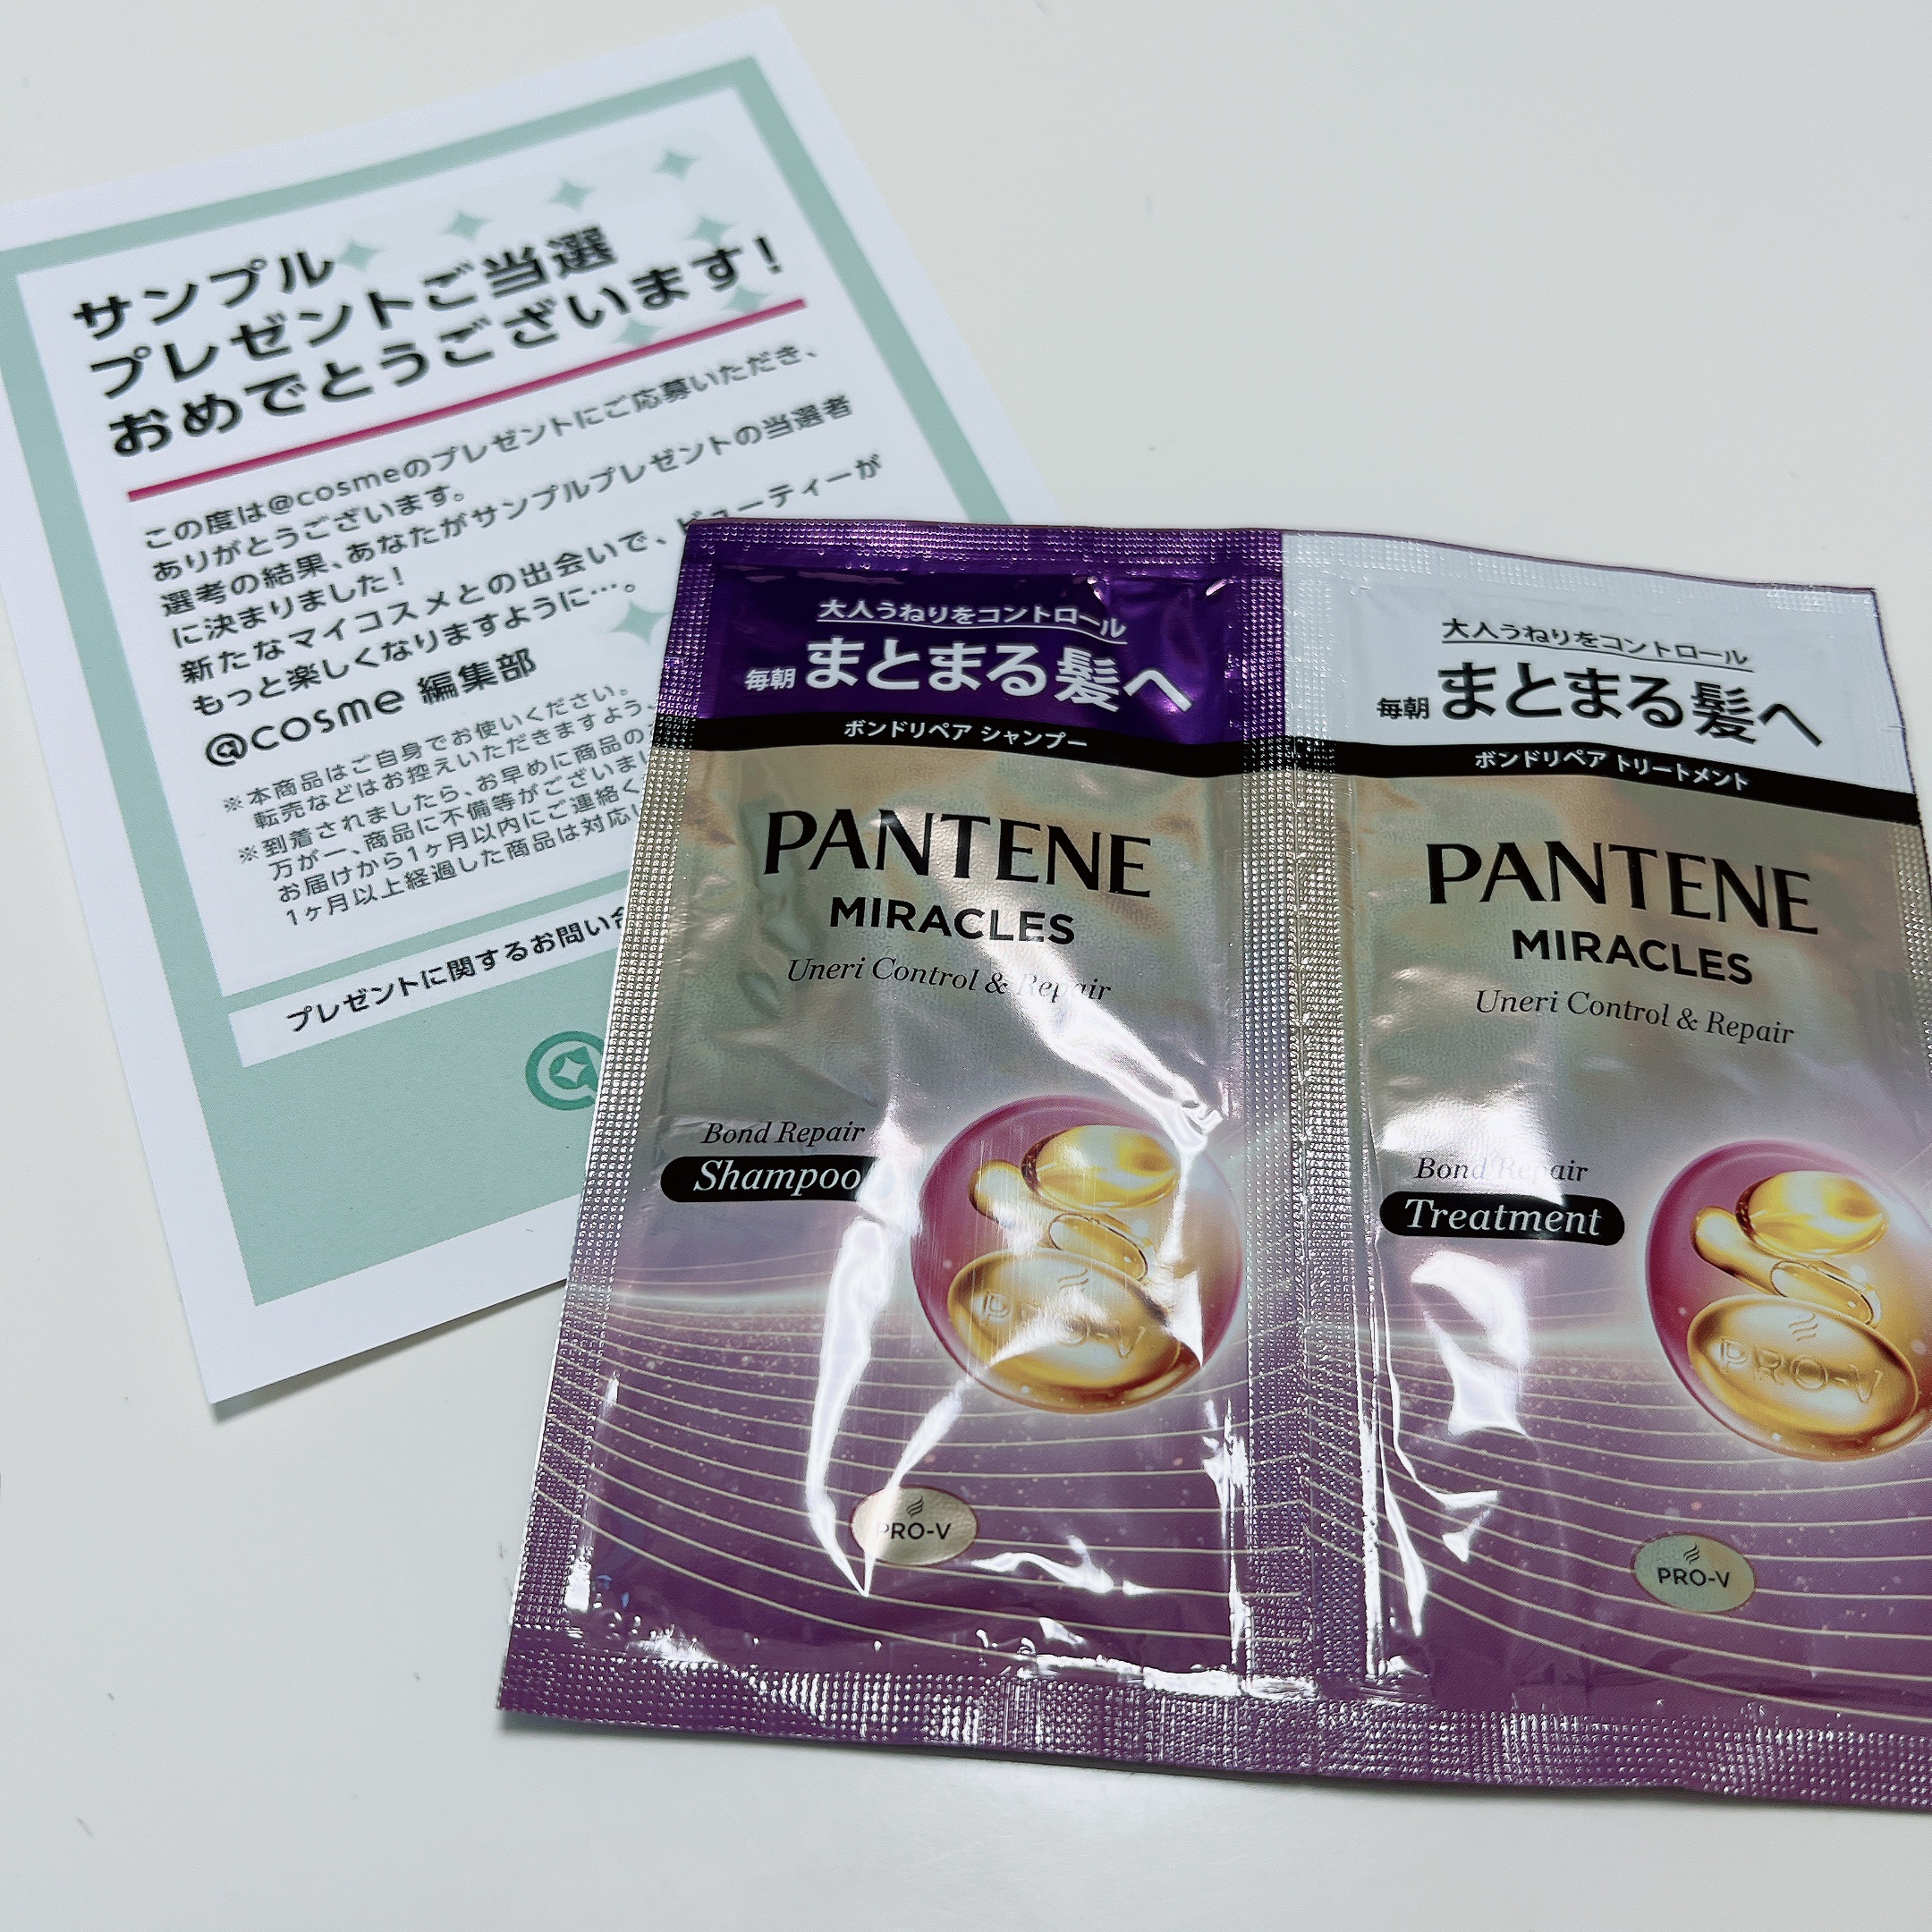 サンプル
プレゼントご当選
おめでとうございます!
この度は@cosmeのプレゼントにご応募いただき、
ありがとうございます。
選考の結果、あなたがサンプルプレゼントの当選者
に決まりました!
新たなマイコスメとの出会いで、ビューティーが
もっと楽しくなりますように…。
@cosme 編集部
※本商品はご自身でお使いください。
転売などはお控えいただきますよう
※到着されましたら、お早めに商品の
万が一、商品に不備等がございまし
お届けから1ヶ月以内にご連絡く
1ヶ月以上経過した商品は対応
プレゼントに関するお問い合
@
大人うねりをコントロール
毎朝 まとまる髪へ
ボンドリペア シャンプー
PANTENE
MIRACLES
Uneri Control & Repair
Bond Repair
Shampoo
PRO-V
PRO-V
大人うねりをコントロール
毎朝 まとまる髪へ
ボンドリペア トリートメント
PANTENE
MIRACLES
Uneri Control & Repair
Bond Repair
Treatment
PRO-V
PRO-V